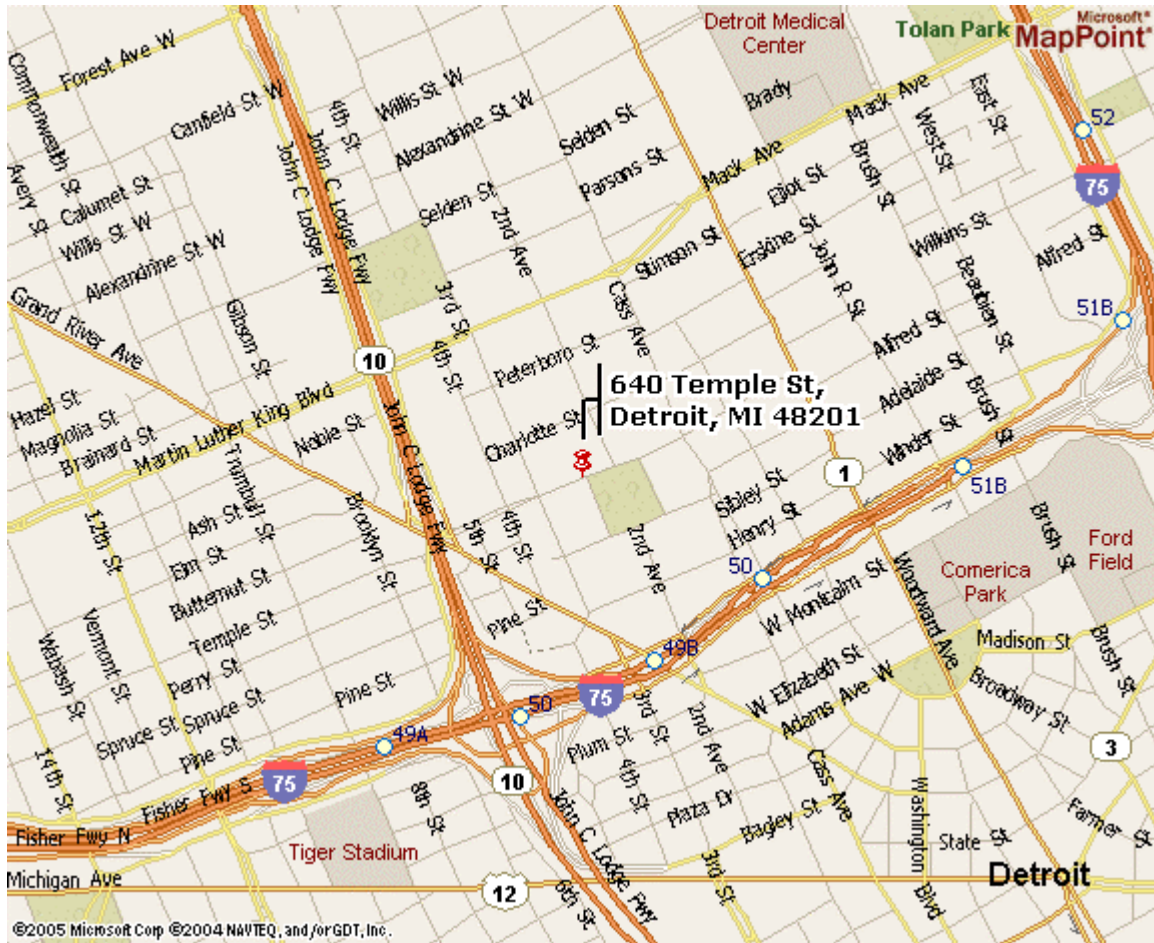 Detroit Medical
Center
Tolan Park
Microsoft®
MapPoint®
Forest Ave W
Commonwealth St
Canfield St W
4th St
Willis St W
Alexandrine St W
Selden St
Brady
Mack Ave
East St
52
75
Avery St
Calumet St
Willis St W
Alexandrine St W
John C Lodge Fwy
John C Lodge Fwy
Selden St
2nd Ave
Parsons St
Mack Ave
Eliot St
Brush St
West St
Stimson St
Erskine St
John R St
Wilkins St
Alfred St
Beaubien St
51B
Grand River Ave
Gibson St
3rd St
4th St
Cass Ave
10
Peterboro St
Alfred St
Adelaide St
Brush St
Winder St
640 Temple St,
Detroit, MI 48201
Hazel St
Magnolia St
Brainard St
Martin Luther King Blvd
Noble St
John C Lodge Fwy
Charlotte St
1
51B
12th St
Trumbull St
Ash St
Elm St
Butternut St
Temple St
Perry St
Brooklyn St
5th St
4th St
Sibley St
Henry St
2nd Ave
50
Brush St
Ford
Field
Comerica
Park
Woodward Ave
W Montcalm St
Pine St
49B
75
Madison St
Brush St
Broadway St
W Elizabeth St
Adams Ave W
Wabash St
Vermont St
Spruce St
Spruce St
Pine St
Pine St
14th St
49A
50
3rd St
2nd Ave
Plum St
4th St
Cass Ave
3
75
Fisher Fwy S
Fisher Fwy N
8th St
10
John C Lodge Fwy
Plaza Dr
Bagley St
Washington Blvd
State St
Farmer St
Tiger Stadium
Michigan Ave
12
6th St
3rd St
Detroit
©2005 Microsoft Corp ©2004 NAVTEQ, and/or GDT, Inc.